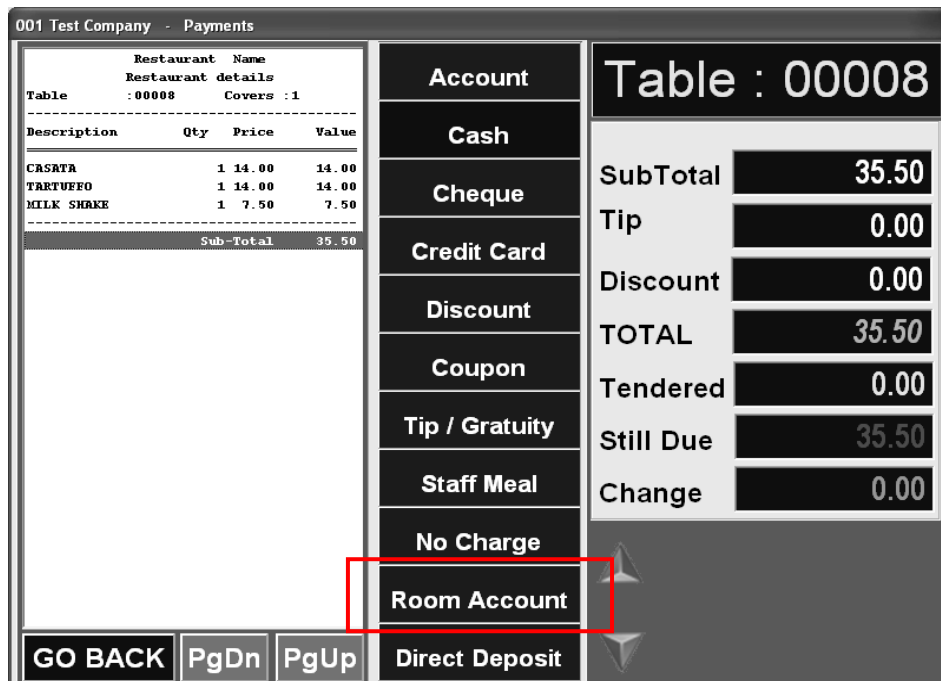 001 Test Company - Payments
Restaurant Name
Restaurant details
Table :00008 Covers :1
Description Qty Price Value
CASATA 1 14.00 14.00
TARTUFFO 1 14.00 14.00
MILK SHAKE 1 7.50 7.50
Sub-Total 35.50
GO BACK PgDn PgUp
Account
Cash
Cheque
Credit Card
Discount
Coupon
Tip / Gratuity
Staff Meal
No Charge
Room Account
Direct Deposit
Table : 00008
SubTotal 35.50
Tip 0.00
Discount 0.00
TOTAL 35.50
Tendered 0.00
Still Due 35.50
Change 0.00